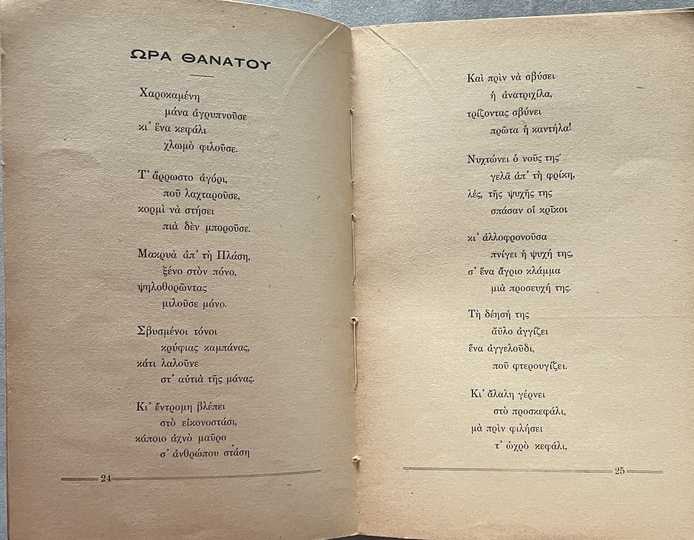 ΩΡΑ ΘΑΝΑΤΟΥ
Χαροκαμένη
μάνα ἀγρυπνοῦσε
κι' ἕνα κεφάλι
χλωμὸ φιλοῦσε.
Τ' ἄρρωστο ἀγόρι,
ποῦ λαχταροῦσε,
κορμὶ νὰ στήσει
πιὰ δὲν μποροῦσε.
Μακρυὰ ἀπ' τὴ Πλάση,
ξένο στὸν πόνο,
ψηλοθορῶντας
μιλοῦσε μόνο.
Σβυσμένοι τόνοι
κρύφιας καμπάνας,
κάτι λαλοῦνε
στ' αὐτιὰ τῆς μάνας.
Κι' ἔντρομη βλέπει
στὸ εἰκονοστάσι,
κάποιο ἀχνὸ μαῦρο
σ' ἀνθρώπου στάση
24
Καὶ πρὶν νὰ σβύσει
ἡ ἀνατριχίλα,
τρίζοντας σβύνει
πρῶτα ἡ καντήλα!
Νυχτώνει ὁ νοῦς της·
γελᾶ ἀπ' τὴ φρίκη,
λές, τῆς ψυχῆς της
σπάσαν οἱ κρῖκοι
κι' ἀλλοφρονοῦσα
πνίγει ἡ ψυχή της,
σ' ἕνα ἄγριο κλάμμα
μιὰ προσευχή της.
Τὴ δέησή της
ἄϋλο ἀγγίζει
ἕνα ἀγγελοῦδι,
ποῦ φτερουγίζει.
Κι' ἄλαλη γέρνει
στὸ προσκεφάλι,
μὰ πρὶν φιλήσει
τ' ὠχρὸ κεφάλι,
25